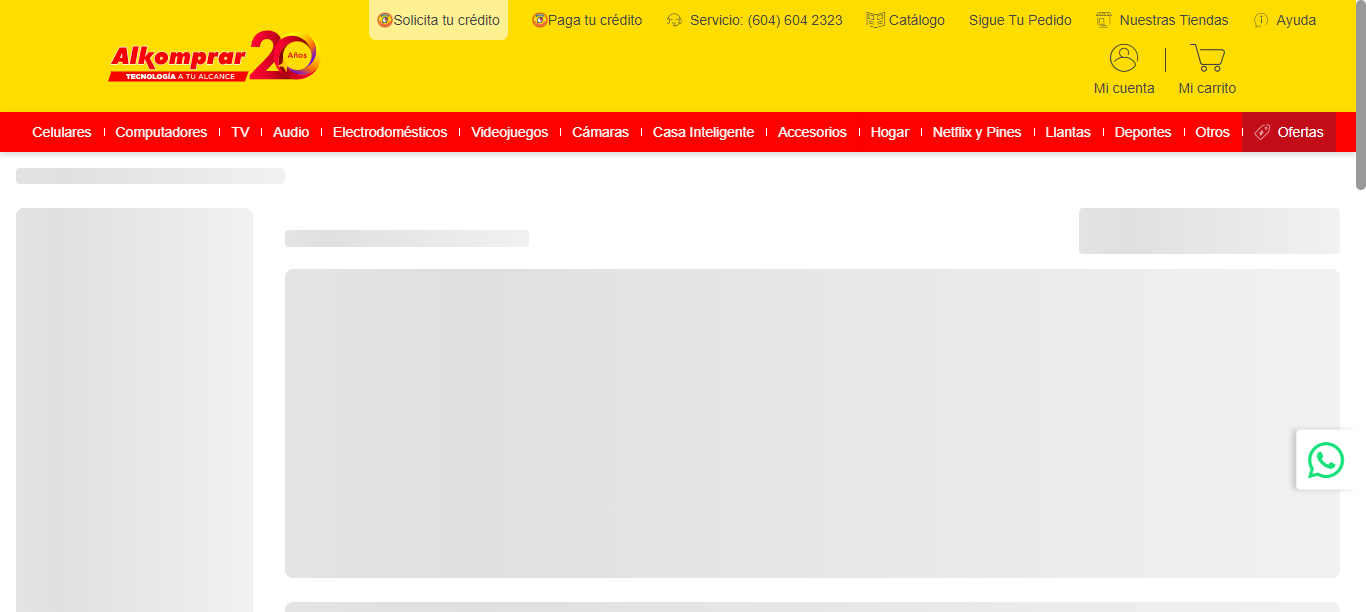 Solicita tu crédito
Paga tu crédito
Servicio: (604) 604 2323
Catálogo
Sigue Tu Pedido
Nuestras Tiendas
Ayuda
Alkomprar 20 Años
TECNOLOGÍA A TU ALCANCE
Mi cuenta
Mi carrito
Celulares
Computadores
TV
Audio
Electrodomésticos
Videojuegos
Cámaras
Casa Inteligente
Accesorios
Hogar
Netflix y Pines
Llantas
Deportes
Otros
Ofertas